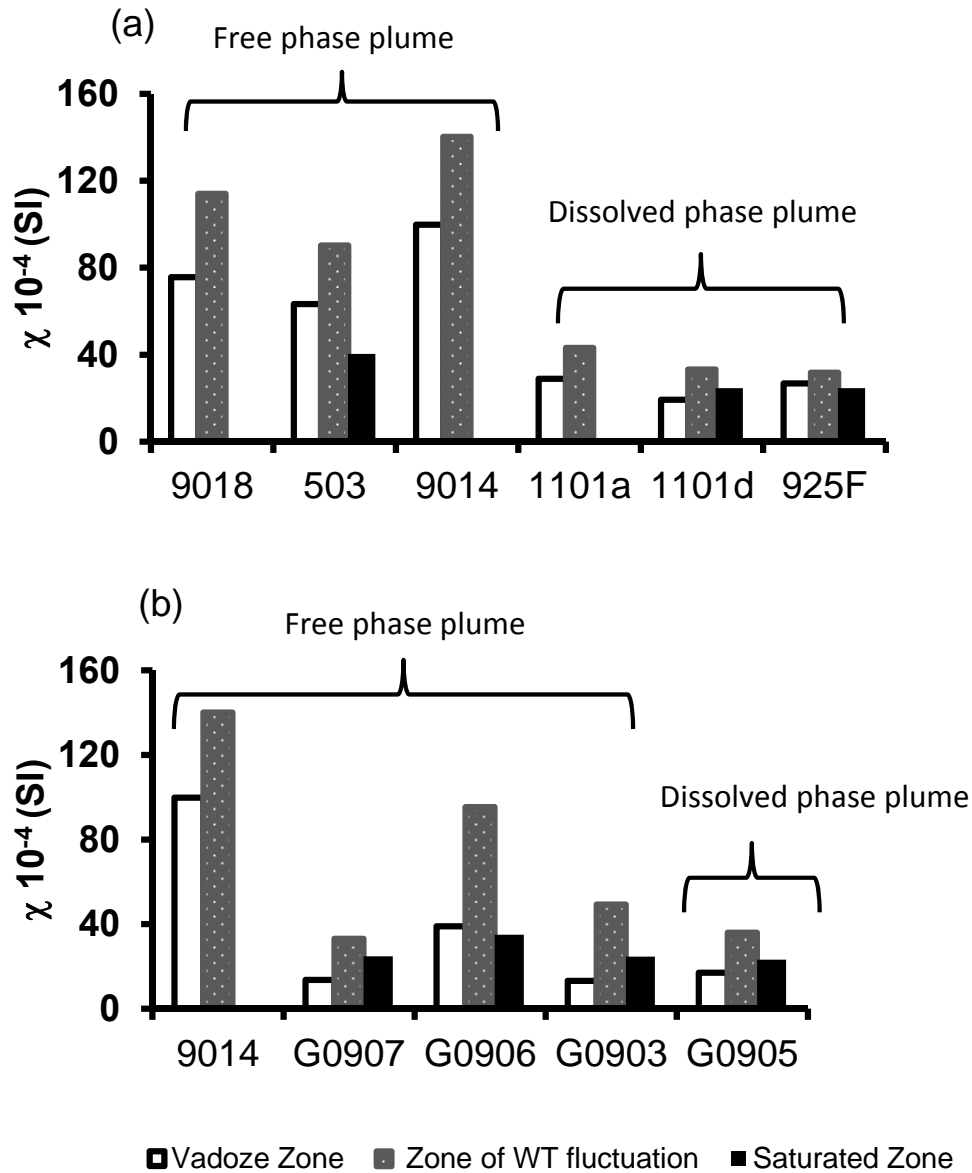 (a)
Free phase plume
Dissolved phase plume
160
120
80
40
0
χ 10⁻⁴ (SI)
9018 503 9014 1101a 1101d 925F
(b)
Free phase plume
Dissolved phase plume
160
120
80
40
0
χ 10⁻⁴ (SI)
9014 G0907 G0906 G0903 G0905
Vadoze Zone Zone of WT fluctuation Saturated Zone